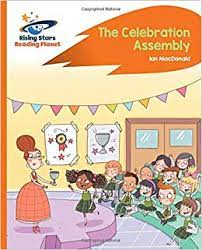 Rising Stars
Reading Planet
The Celebration
Assembly
Ian MacDonald